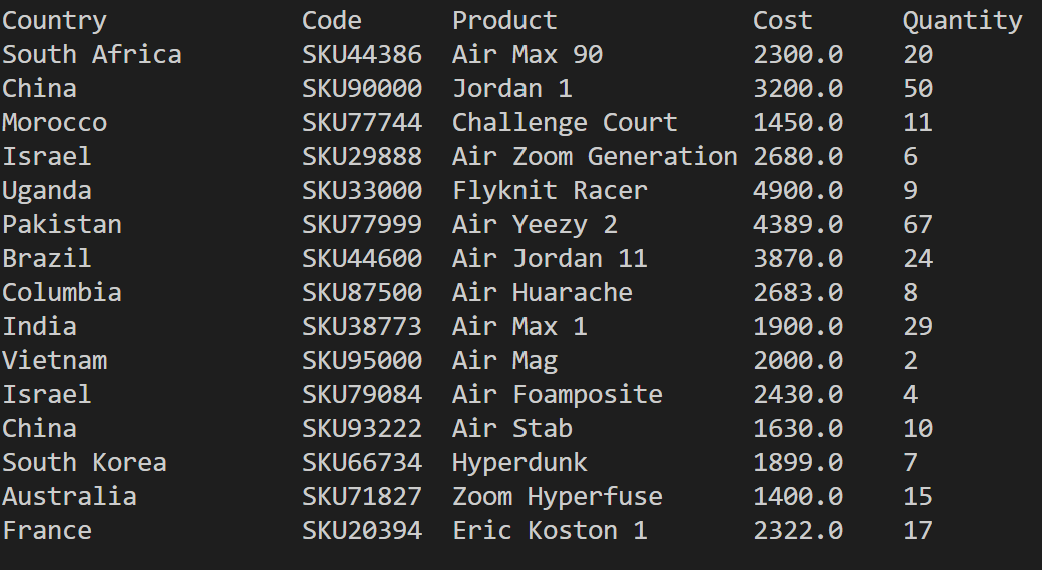 Country Code Product Cost Quantity
South Africa SKU44386 Air Max 90 2300.0 20
China SKU90000 Jordan 1 3200.0 50
Morocco SKU77744 Challenge Court 1450.0 11
Israel SKU29888 Air Zoom Generation 2680.0 6
Uganda SKU33000 Flyknit Racer 4900.0 9
Pakistan SKU77999 Air Yeezy 2 4389.0 67
Brazil SKU44600 Air Jordan 11 3870.0 24
Columbia SKU87500 Air Huarache 2683.0 8
India SKU38773 Air Max 1 1900.0 29
Vietnam SKU95000 Air Mag 2000.0 2
Israel SKU79084 Air Foamposite 2430.0 4
China SKU93222 Air Stab 1630.0 10
South Korea SKU66734 Hyperdunk 1899.0 7
Australia SKU71827 Zoom Hyperfuse 1400.0 15
France SKU20394 Eric Koston 1 2322.0 17